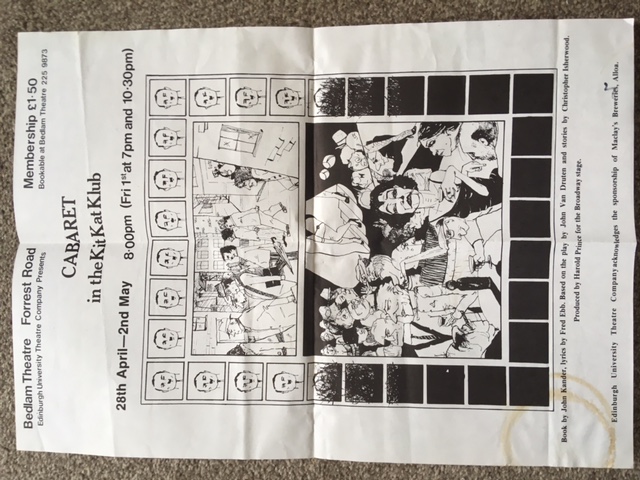 Bedlam Theatre Forrest Road Membership £1·50
Edinburgh University Theatre Company Presents Bookable at Bedlam Theatre 225 9873
CABARET
in the Kit Kat Klub
28th April—2nd May 8:00pm (Fri 1st at 7pm and 10·30pm)
Book by John Kander, lyrics by Fred Ebb. Based on the play by John Van Druten and stories by Christopher Isherwood.
Produced by Harold Prince for the Broadway stage.
Edinburgh University Theatre Company acknowledges the sponsorship of Maclay's Breweries, Alloa.